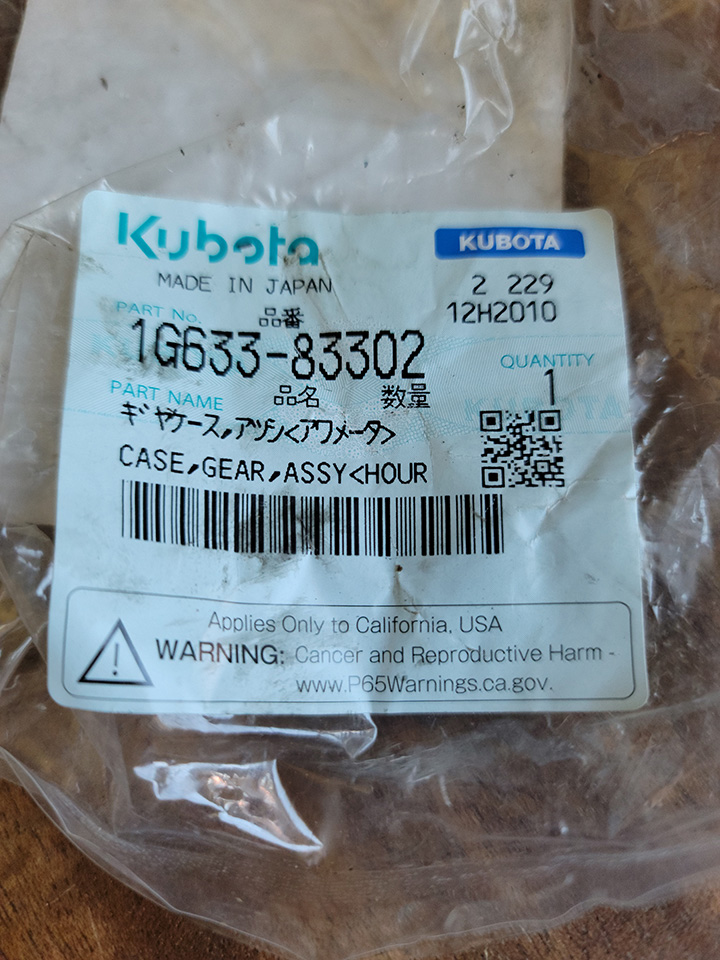 Kubota
KUBOTA
MADE IN JAPAN
2 229
PART No. 品番
12H2010
1G633-83302
QUANTITY
PART NAME 品名 数量 1
ギヤケース,アツシ<アワメータ>
CASE,GEAR,ASSY<HOUR
Applies Only to California, USA
WARNING: Cancer and Reproductive Harm -
www.P65Warnings.ca.gov.